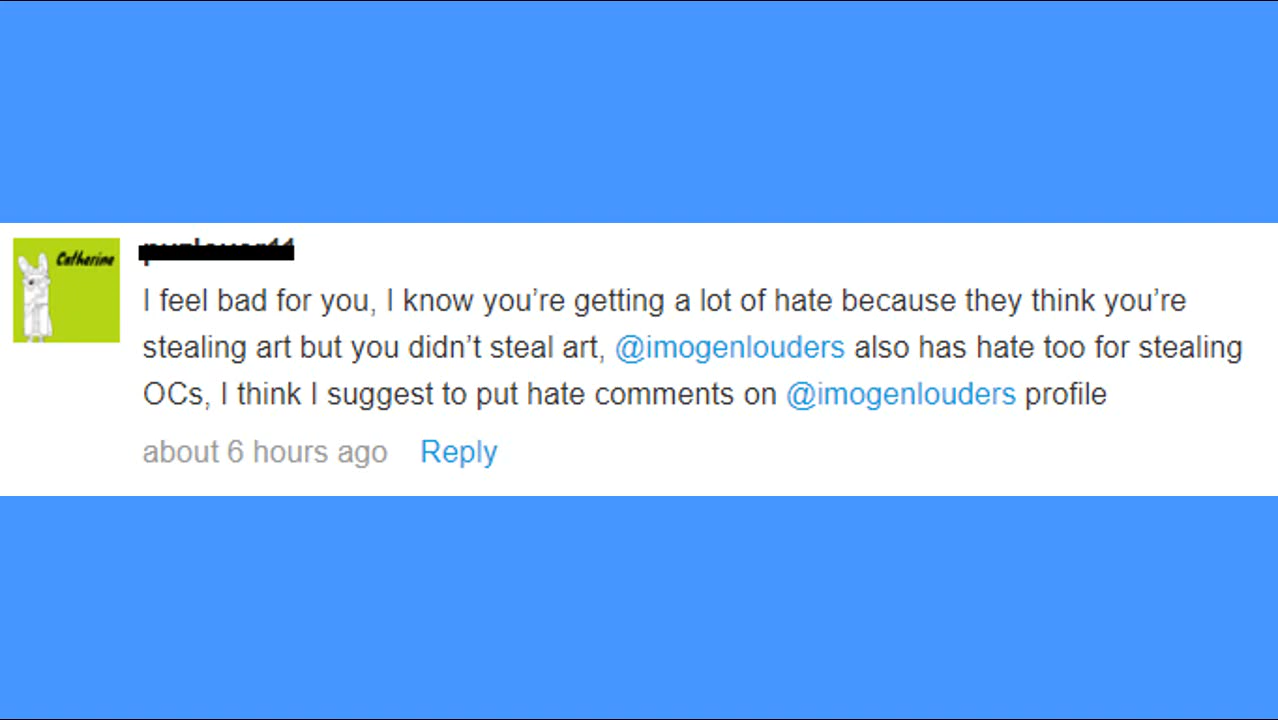 Catherine
I feel bad for you, I know you’re getting a lot of hate because they think you’re
stealing art but you didn’t steal art, @imogenlouders also has hate too for stealing
OCs, I think I suggest to put hate comments on @imogenlouders profile
about 6 hours ago Reply